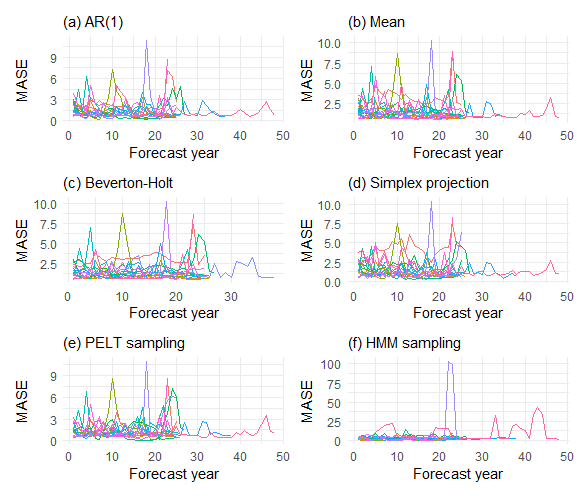 (a) AR(1)
MASE
9
6
3
0
0 10 20 30 40 50
Forecast year
(b) Mean
MASE
10.0
7.5
5.0
2.5
0 10 20 30 40 50
Forecast year
(c) Beverton-Holt
MASE
10.0
7.5
5.0
2.5
0 10 20 30
Forecast year
(d) Simplex projection
MASE
10.0
7.5
5.0
2.5
0.0
0 10 20 30 40 50
Forecast year
(e) PELT sampling
MASE
9
6
3
0
0 10 20 30 40 50
Forecast year
(f) HMM sampling
MASE
100
75
50
25
0
0 10 20 30 40 50
Forecast year